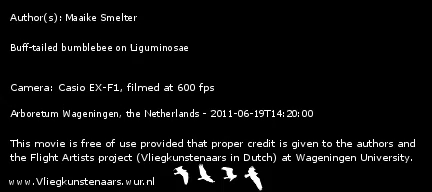 Author(s): Maaike Smelter
Buff-tailed bumblebee on Liguminosae
Camera: Casio EX-F1, filmed at 600 fps
Arboretum Wageningen, the Netherlands - 2011-06-19T14:20:00
This movie is free of use provided that proper credit is given to the authors and
the Flight Artists project (Vliegkunstenaars in Dutch) at Wageningen University.
www.Vliegkunstenaars.wur.nl